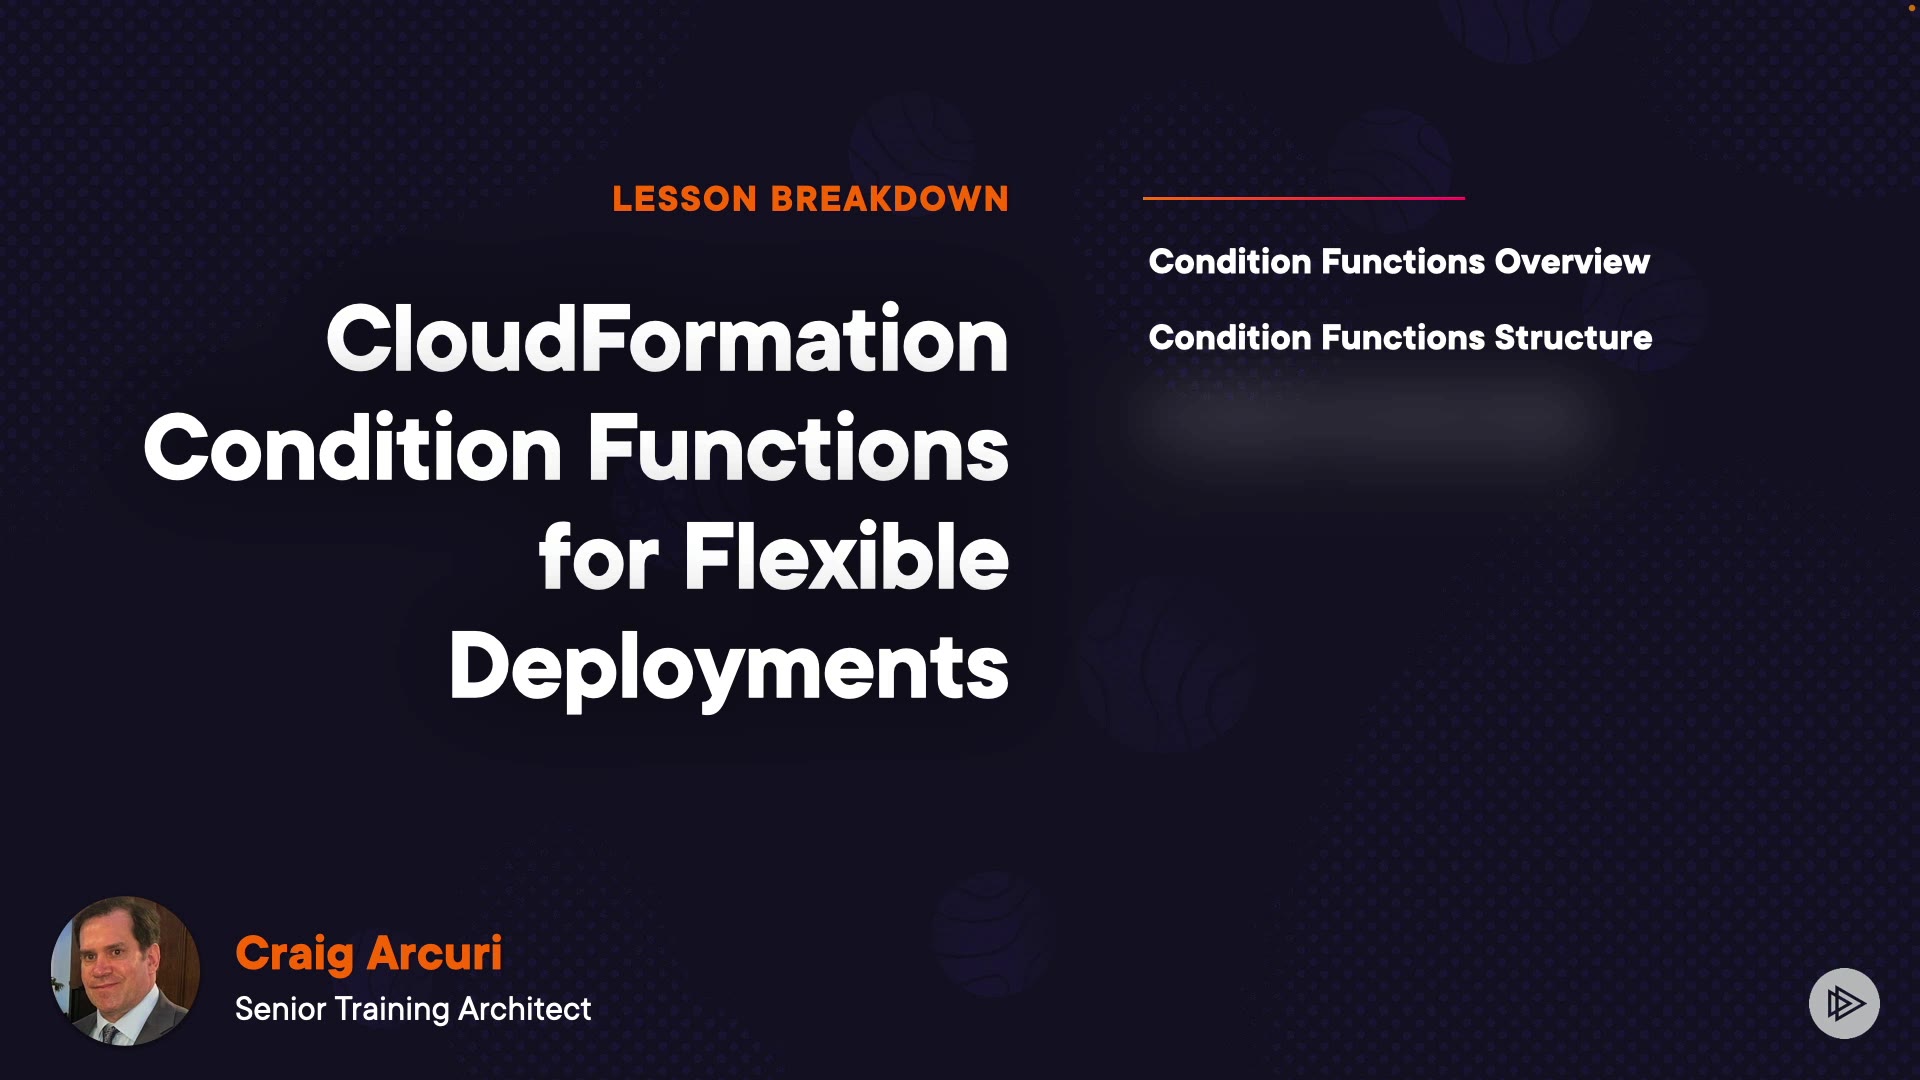 LESSON BREAKDOWN
CloudFormation
Condition Functions
for Flexible
Deployments
Condition Functions Overview
Condition Functions Structure
Craig Arcuri
Senior Training Architect